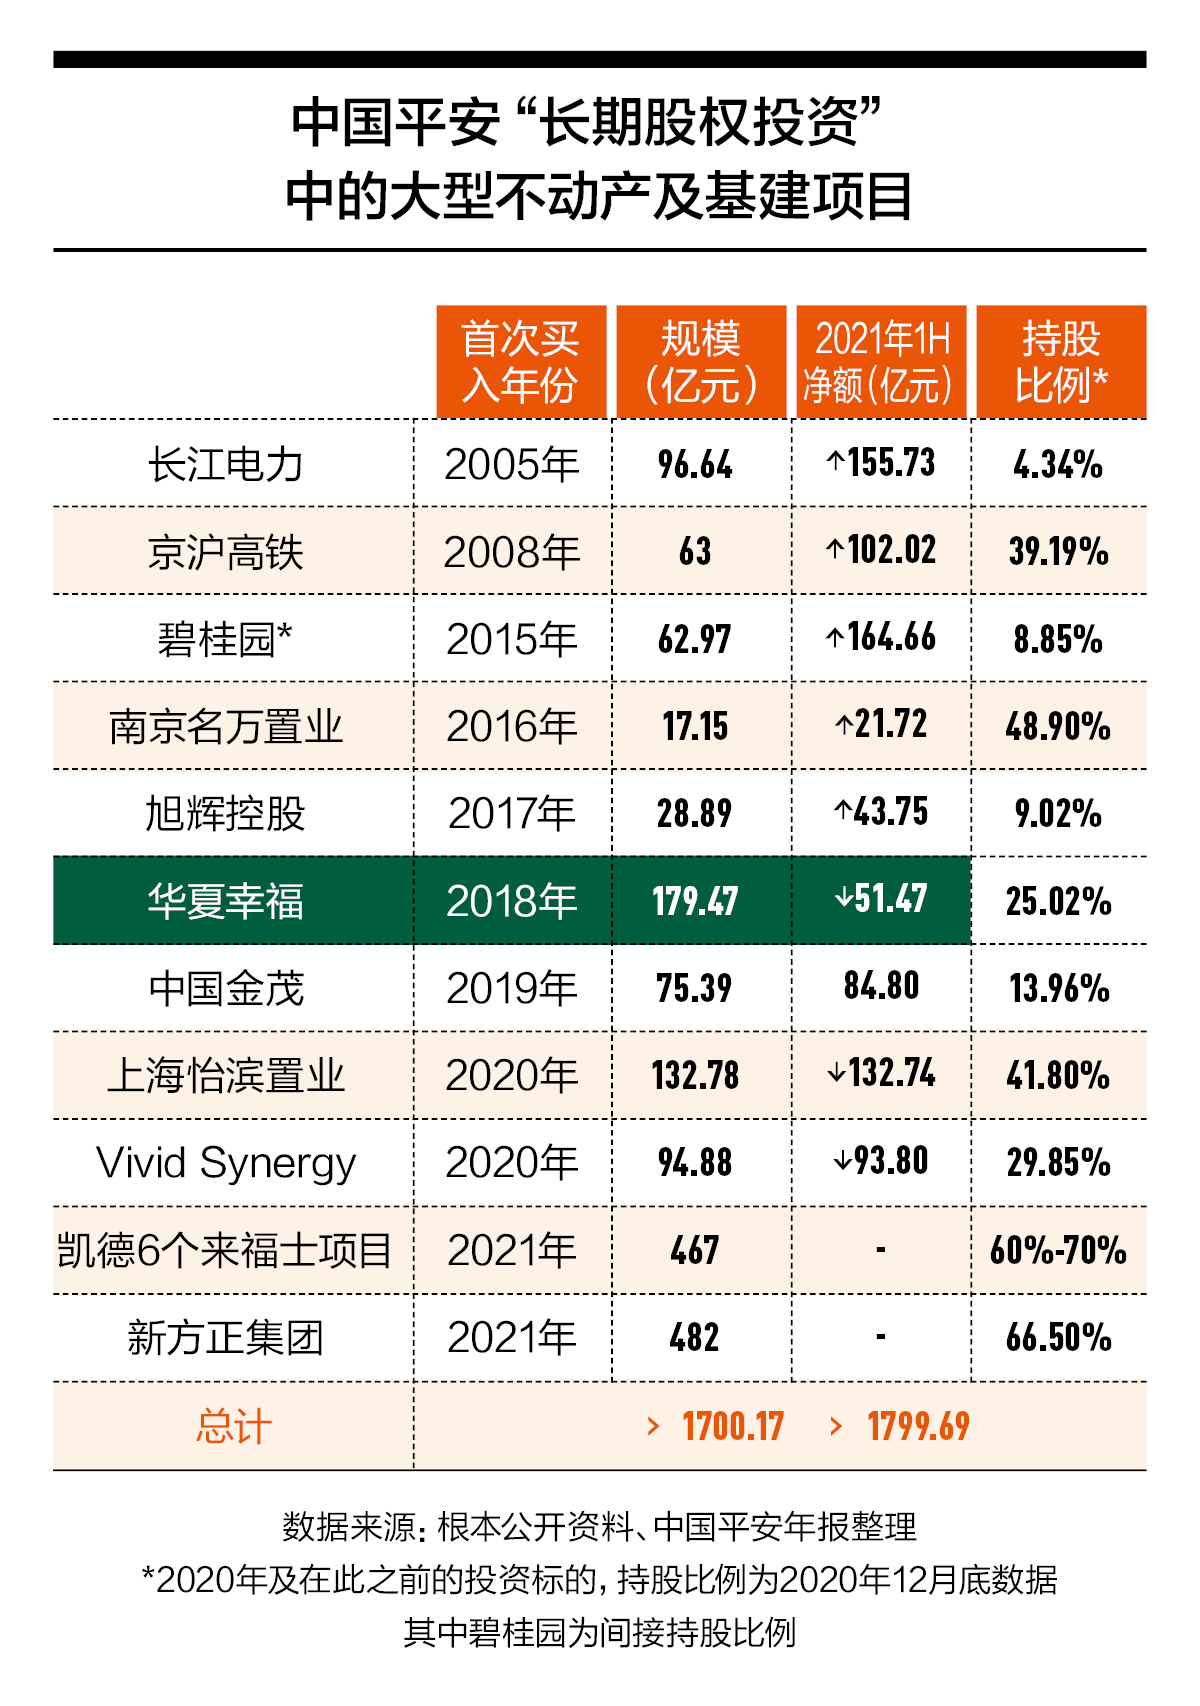 中国平安“长期股权投资”
中的大型不动产及基建项目
首次买入年份 规模（亿元） 2021年1H净额（亿元） 持股比例*
长江电力 2005年 96.64 ↑155.73 4.34%
京沪高铁 2008年 63 ↑102.02 39.19%
碧桂园* 2015年 62.97 ↑164.66 8.85%
南京名万置业 2016年 17.15 ↑21.72 48.90%
旭辉控股 2017年 28.89 ↑43.75 9.02%
华夏幸福 2018年 179.47 ↓51.47 25.02%
中国金茂 2019年 75.39 84.80 13.96%
上海怡滨置业 2020年 132.78 ↓132.74 41.80%
Vivid Synergy 2020年 94.88 ↓93.80 29.85%
凯德6个来福士项目 2021年 467 - 60%-70%
新方正集团 2021年 482 - 66.50%
总计 > 1700.17 > 1799.69
数据来源：根本公开资料、中国平安年报整理
*2020年及在此之前的投资标的，持股比例为2020年12月底数据
其中碧桂园为间接持股比例